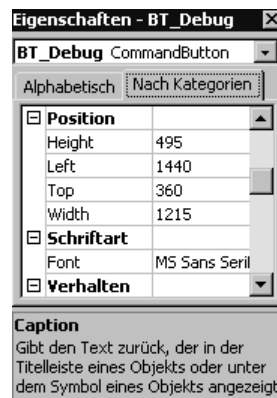 Eigenschaften - BT_Debug
BT_Debug CommandButton
Alphabetisch Nach Kategorien
Position
Height 495
Left 1440
Top 360
Width 1215
Schriftart
Font MS Sans Serif
Verhalten
Caption
Gibt den Text zurück, der in der
Titelleiste eines Objekts oder unter
dem Symbol eines Objekts angezeigt